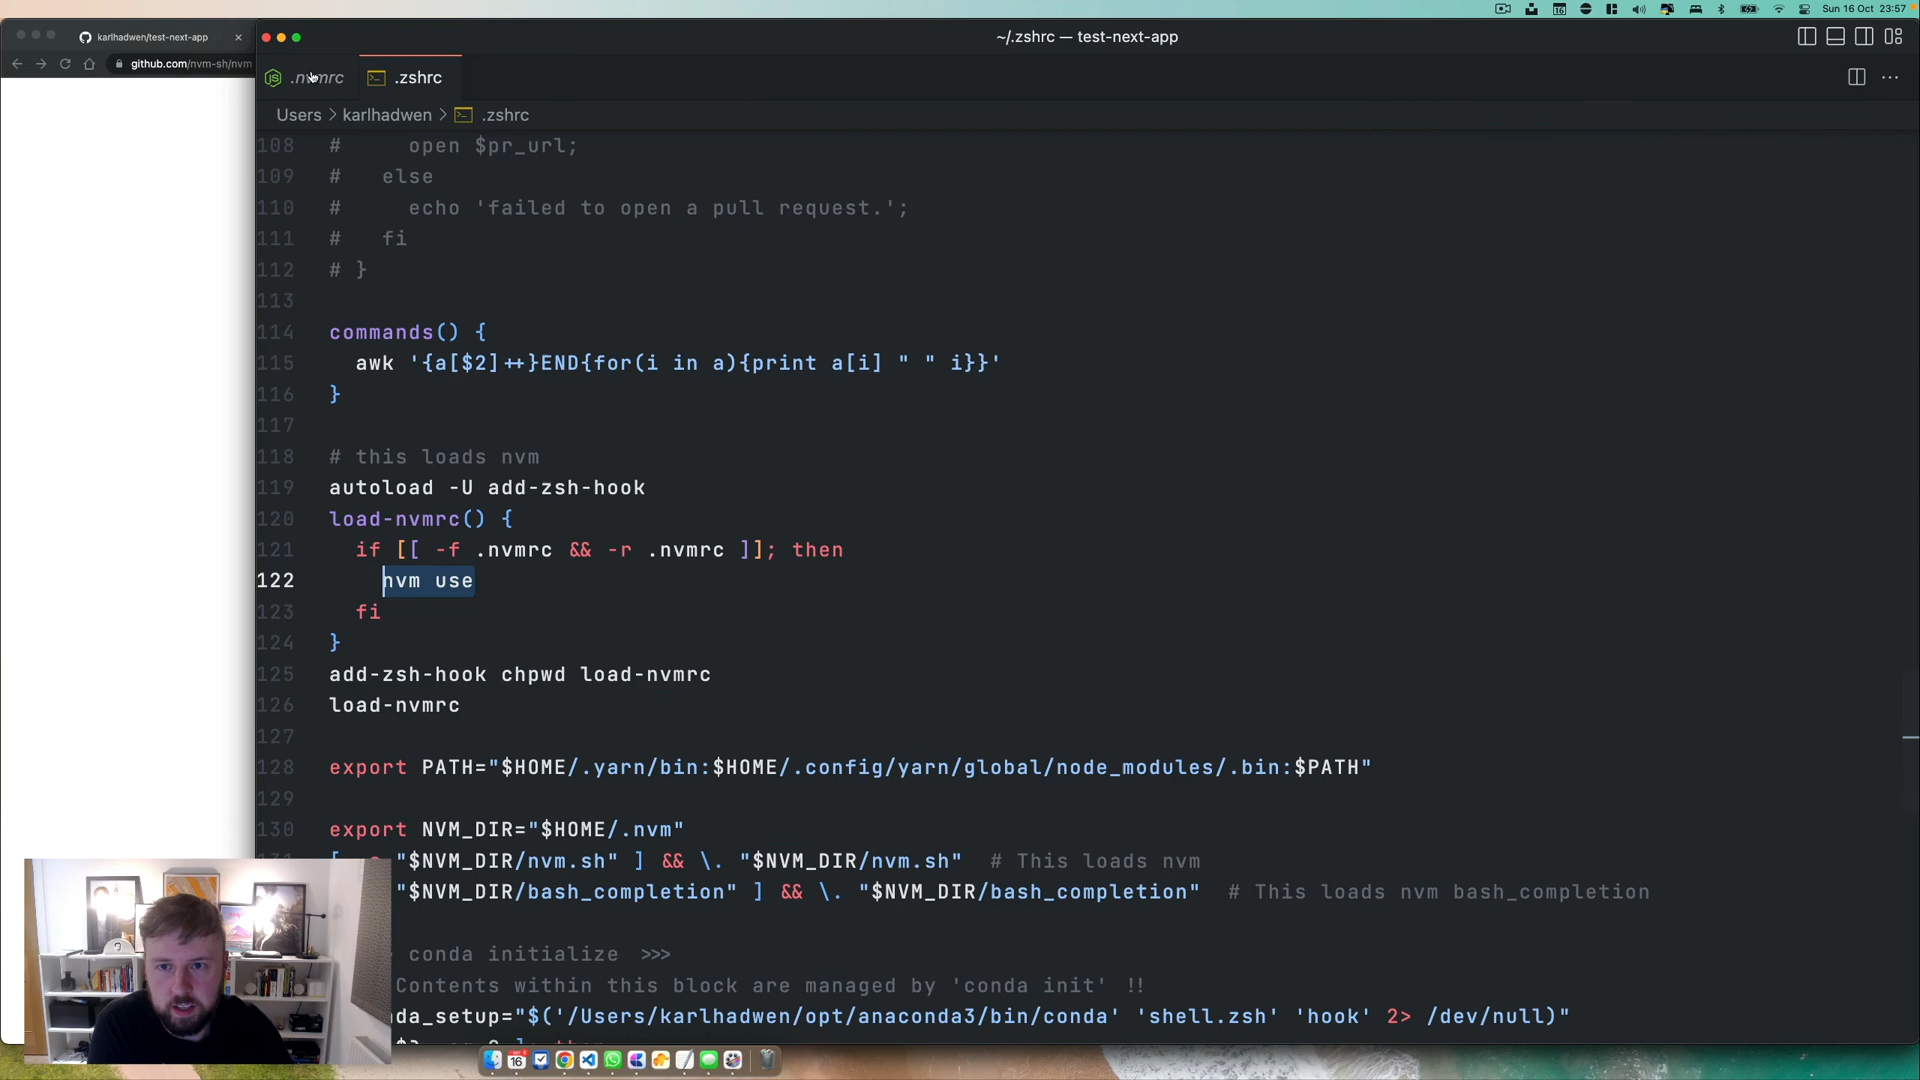 16
Sun 16 Oct 23:57
karlhadwen/test-next-app
~/.zshrc — test-next-app
github.com/nvm-sh/nvm
.nvmrc
.zshrc
Users > karlhadwen > .zshrc
108 # open $pr_url;
109 # else
110 # echo 'failed to open a pull request.';
111 # fi
112 # }
113
114 commands() {
115 awk '{a[$2]++}END{for(i in a){print a[i] " " i}}'
116 }
117
118 # this loads nvm
119 autoload -U add-zsh-hook
120 load-nvmrc() {
121 if [[ -f .nvmrc && -r .nvmrc ]]; then
122 nvm use
123 fi
124 }
125 add-zsh-hook chpwd load-nvmrc
126 load-nvmrc
127
128 export PATH="$HOME/.yarn/bin:$HOME/.config/yarn/global/node_modules/.bin:$PATH"
129
130 export NVM_DIR="$HOME/.nvm"
"$NVM_DIR/nvm.sh" ] && \. "$NVM_DIR/nvm.sh" # This loads nvm
"$NVM_DIR/bash_completion" ] && \. "$NVM_DIR/bash_completion" # This loads nvm bash_completion
conda initialize >>>
Contents within this block are managed by 'conda init' !!
nda_setup="$('/Users/karlhadwen/opt/anaconda3/bin/conda' 'shell.zsh' 'hook' 2> /dev/null)"
16